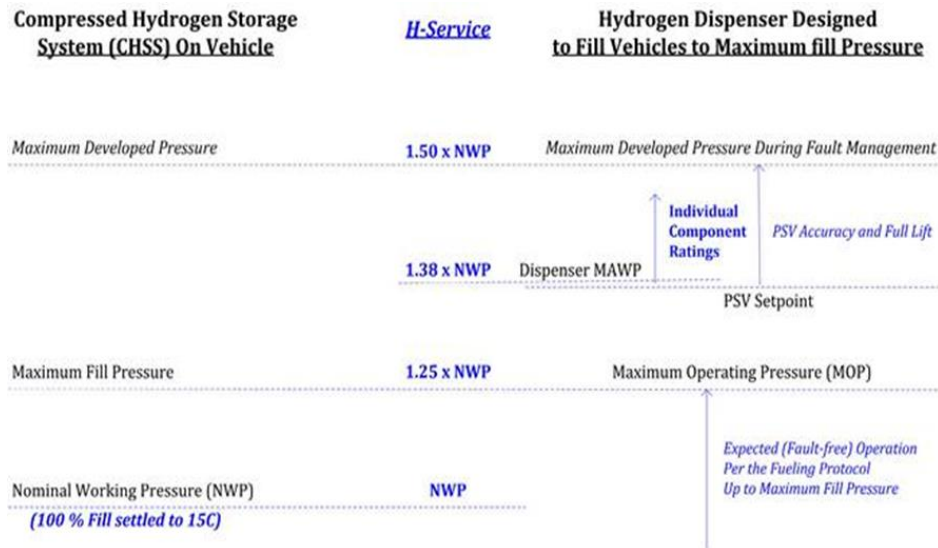 Compressed Hydrogen Storage
System (CHSS) On Vehicle
H-Service
Hydrogen Dispenser Designed
to Fill Vehicles to Maximum fill Pressure
Maximum Developed Pressure
1.50 x NWP
Maximum Developed Pressure During Fault Management
Individual
Component
Ratings
PSV Accuracy and Full Lift
1.38 x NWP
Dispenser MAWP
PSV Setpoint
Maximum Fill Pressure
1.25 x NWP
Maximum Operating Pressure (MOP)
Expected (Fault-free) Operation
Per the Fueling Protocol
Up to Maximum Fill Pressure
Nominal Working Pressure (NWP)
NWP
(100 % Fill settled to 15C)